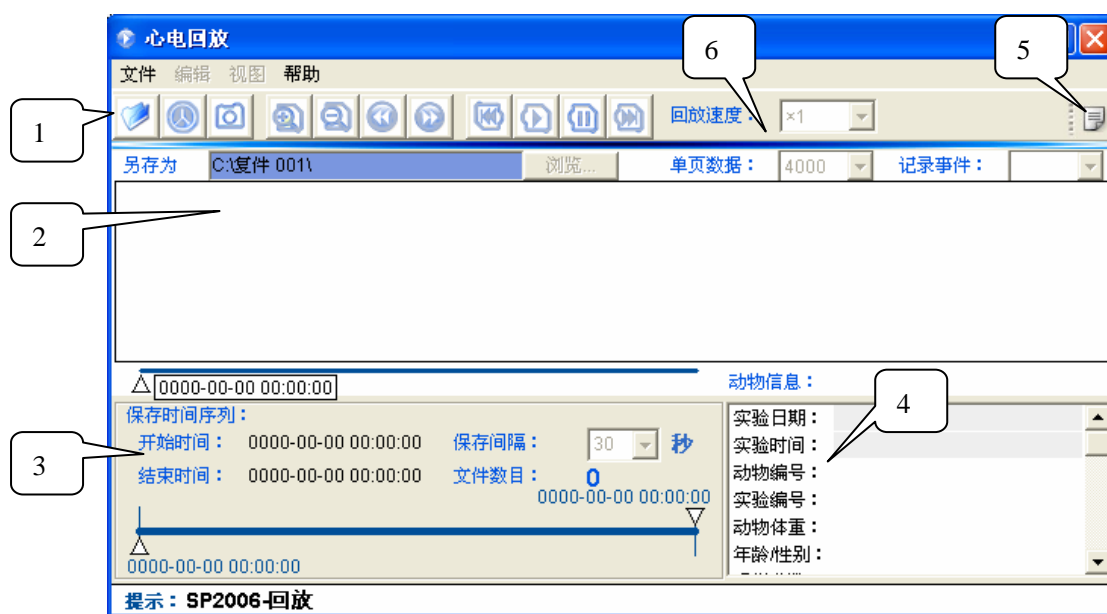 心电回放
文件 编辑 视图 帮助
6
5
1
回放速度： ×1
另存为 C:\复件 001\ 浏览... 单页数据： 4000 记录事件：
2
0000-00-00 00:00:00 动物信息：
4
3
保存时间序列：
开始时间： 0000-00-00 00:00:00 保存间隔： 30 秒
结束时间： 0000-00-00 00:00:00 文件数目： 0
0000-00-00 00:00:00
0000-00-00 00:00:00
实验日期：
实验时间：
动物编号：
实验编号：
动物体重：
年龄/性别：
提示：SP2006-回放